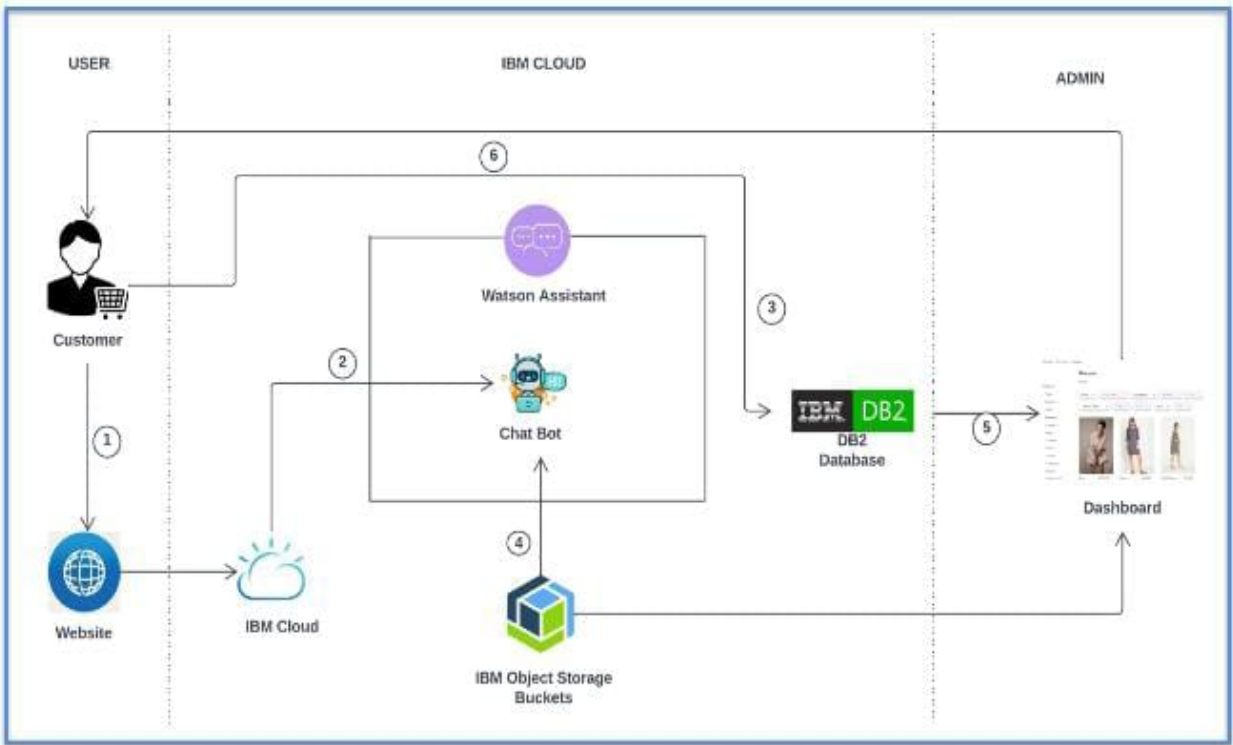 USER
IBM CLOUD
ADMIN
6
Watson Assistant
3
Customer
2
IBM DB2
Chat Bot
DB2
Database
1
5
Dashboard
4
Website
IBM Cloud
IBM Object Storage
Buckets